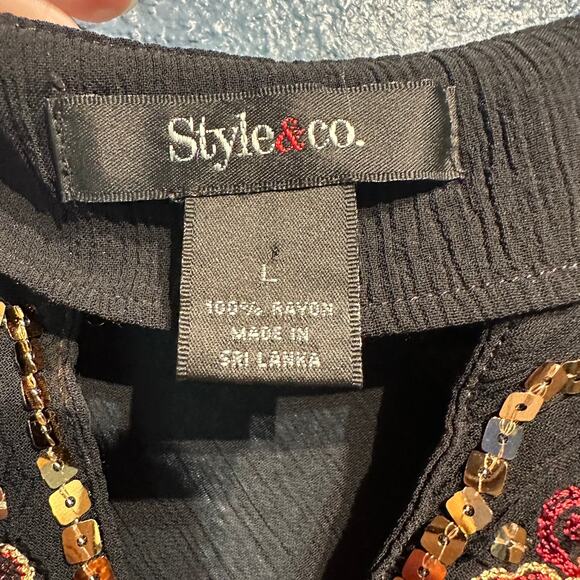 Style&co.
L
100% RAYON
MADE IN
SRI LANKA